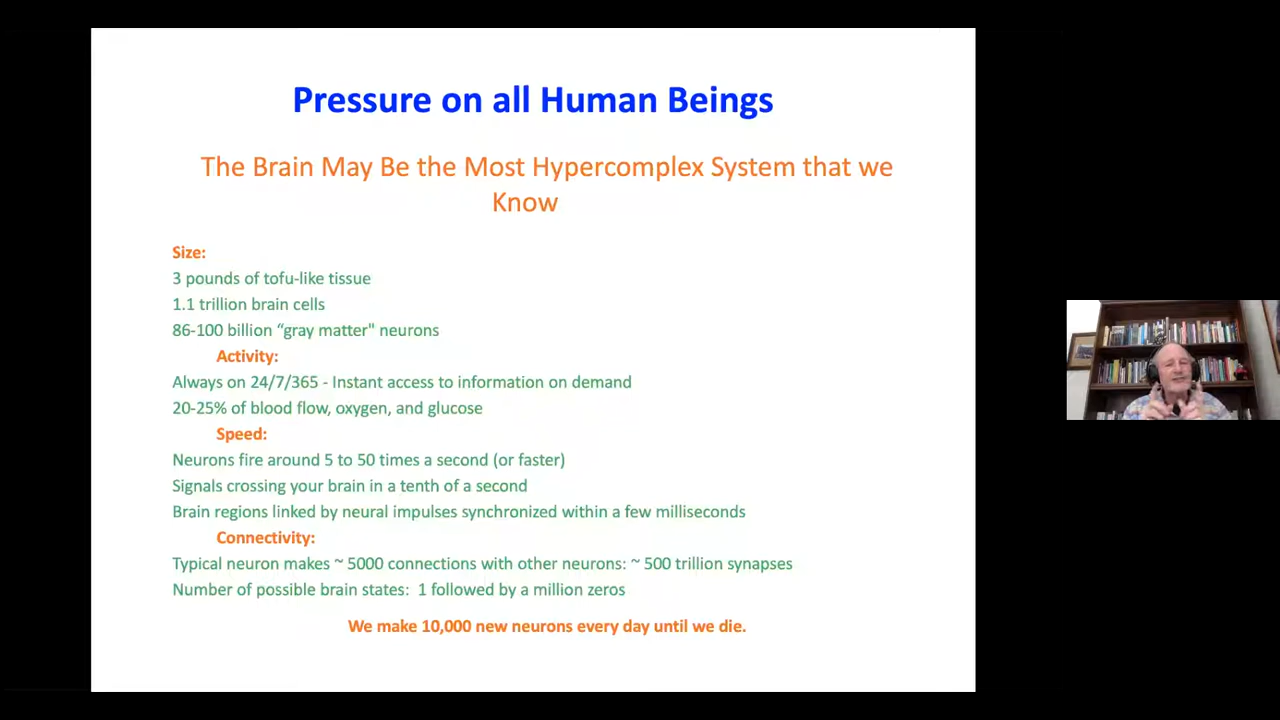 Pressure on all Human Beings
The Brain May Be the Most Hypercomplex System that we
Know
Size:
3 pounds of tofu-like tissue
1.1 trillion brain cells
86-100 billion “gray matter" neurons
Activity:
Always on 24/7/365 - Instant access to information on demand
20-25% of blood flow, oxygen, and glucose
Speed:
Neurons fire around 5 to 50 times a second (or faster)
Signals crossing your brain in a tenth of a second
Brain regions linked by neural impulses synchronized within a few milliseconds
Connectivity:
Typical neuron makes ~ 5000 connections with other neurons: ~ 500 trillion synapses
Number of possible brain states:  1 followed by a million zeros
We make 10,000 new neurons every day until we die.